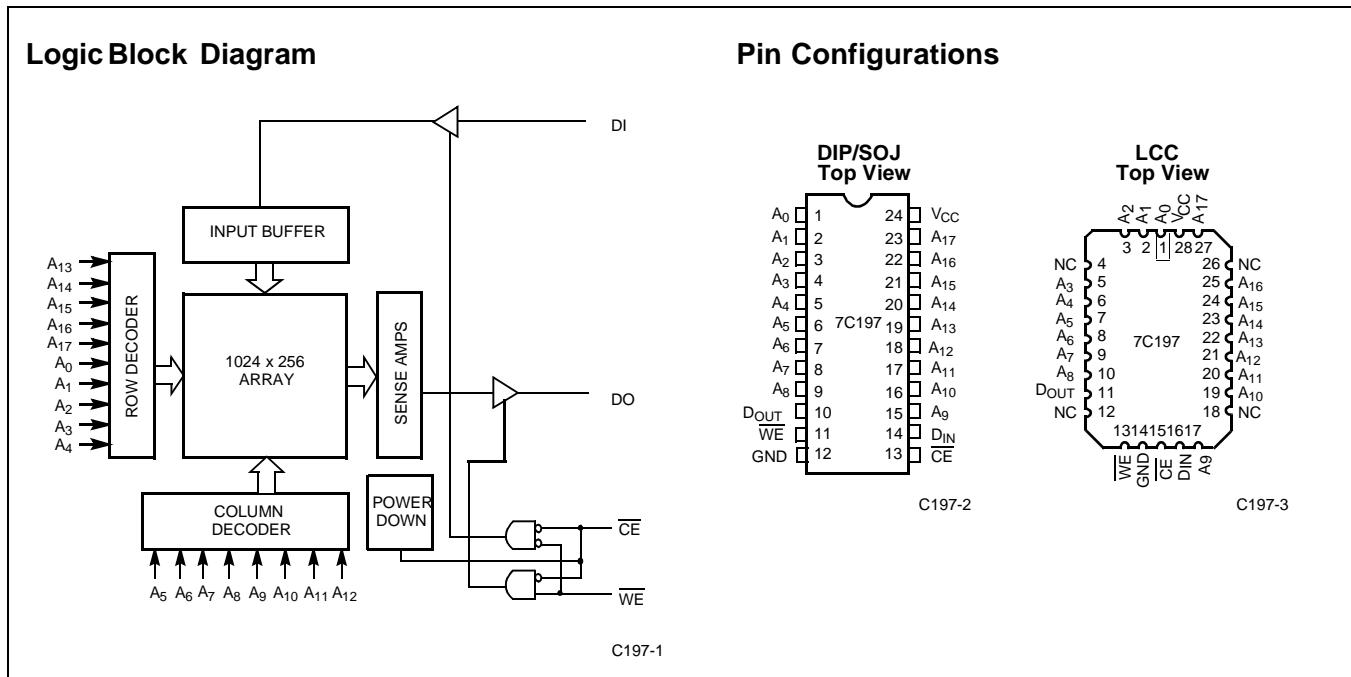 Logic Block Diagram
DI
INPUT BUFFER
A13
A14
A15
A16
A17
A0
A1
A2
A3
A4
ROW DECODER
1024 x 256
ARRAY
SENSE AMPS
DO
COLUMN
DECODER
POWER
DOWN
CE
WE
A5 A6 A7 A8 A9 A10 A11 A12
C197-1
Pin Configurations
DIP/SOJ
Top View
A0 1 24 VCC
A1 2 23 A17
A2 3 22 A16
A3 4 21 A15
A4 5 20 A14
A5 6 7C197 19 A13
A6 7 18 A12
A7 8 17 A11
A8 9 16 A10
DOUT 10 15 A9
WE 11 14 DIN
GND 12 13 CE
C197-2
LCC
Top View
A2 A1 A0 VCC A17
3 2 1 28 27
NC 4 26 NC
A3 5 25 A16
A4 6 24 A15
A5 7 23 A14
A6 8 7C197 22 A13
A7 9 21 A12
A8 10 20 A11
DOUT 11 19 A10
NC 12 18 NC
13 14 15 16 17
WE GND CE DIN A9
C197-3